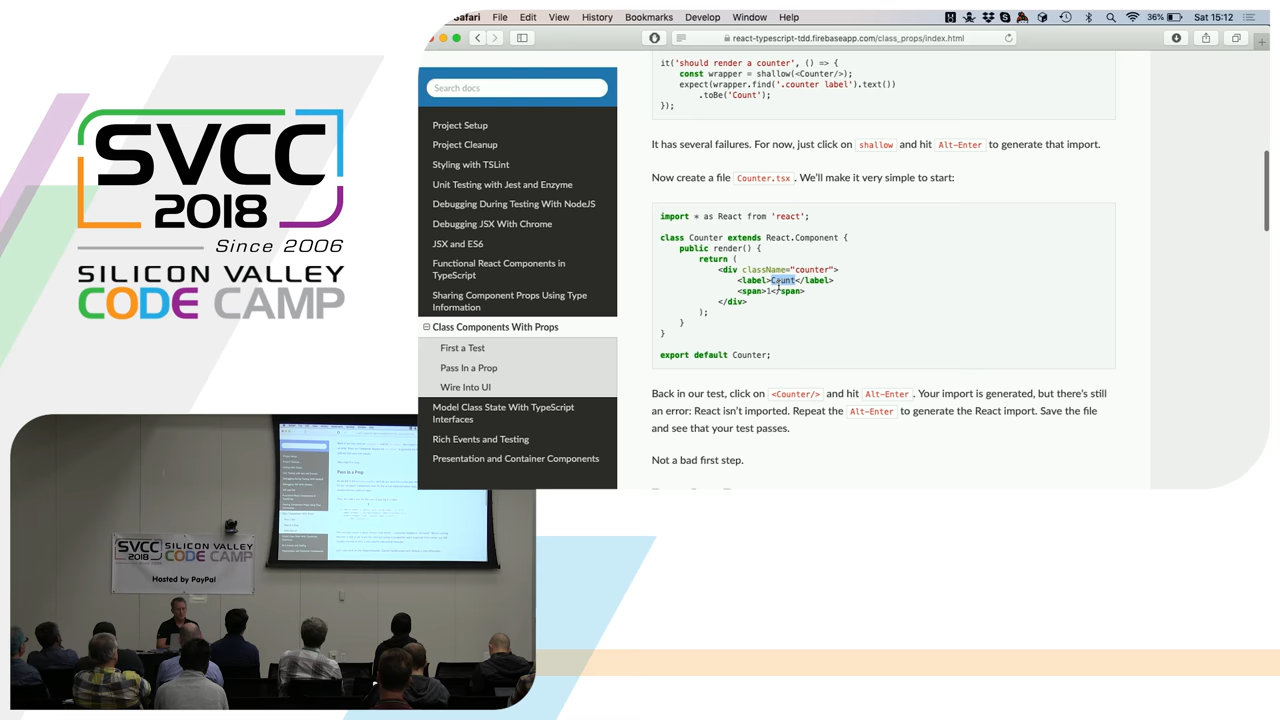 SVCC
2018
Since 2006
SILICON VALLEY
CODE CAMP
Safari File Edit View History Bookmarks Develop Window Help
36% Sat 15:12
react-typescript-tdd.firebaseapp.com/class_props/index.html
Search docs
Project Setup
Project Cleanup
Styling with TSLint
Unit Testing with Jest and Enzyme
Debugging During Testing With NodeJS
Debugging JSX With Chrome
JSX and ES6
Functional React Components in
TypeScript
Sharing Component Props Using Type
Information
Class Components With Props
First a Test
Pass In a Prop
Wire Into UI
Model Class State With TypeScript
Interfaces
Rich Events and Testing
Presentation and Container Components
it('should render a counter', () => {
const wrapper = shallow(<Counter/>);
expect(wrapper.find('.counter label').text())
.toBe('Count');
});
It has several failures. For now, just click on shallow and hit Alt-Enter to generate that import.
Now create a file Counter.tsx. We'll make it very simple to start:
import * as React from 'react';
class Counter extends React.Component {
public render() {
return (
<div className="counter">
<label>Count</label>
<span>1</span>
</div>
);
}
}
export default Counter;
Back in our test, click on <Counter/> and hit Alt-Enter. Your import is generated, but there's still
an error: React isn't imported. Repeat the Alt-Enter to generate the React import. Save the file
and see that your test passes.
Not a bad first step.
SVCC
2018
SILICON VALLEY
CODE CAMP
Hosted by PayPal
Pass In a Prop